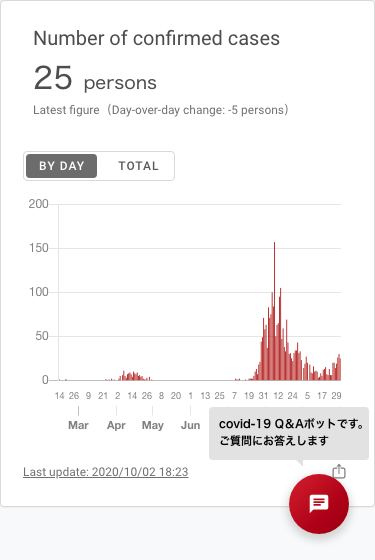 Number of confirmed cases
25 persons
Latest figure（Day-over-day change: -5 persons）
BY DAY TOTAL
200
150
100
50
0
14 26 9 21 2 14 26 8 20 1 13 25 7 19 31 12 24 5 17 29
Mar Apr May Jun
covid-19 Q&Aボットです。
ご質問にお答えします
Last update: 2020/10/02 18:23